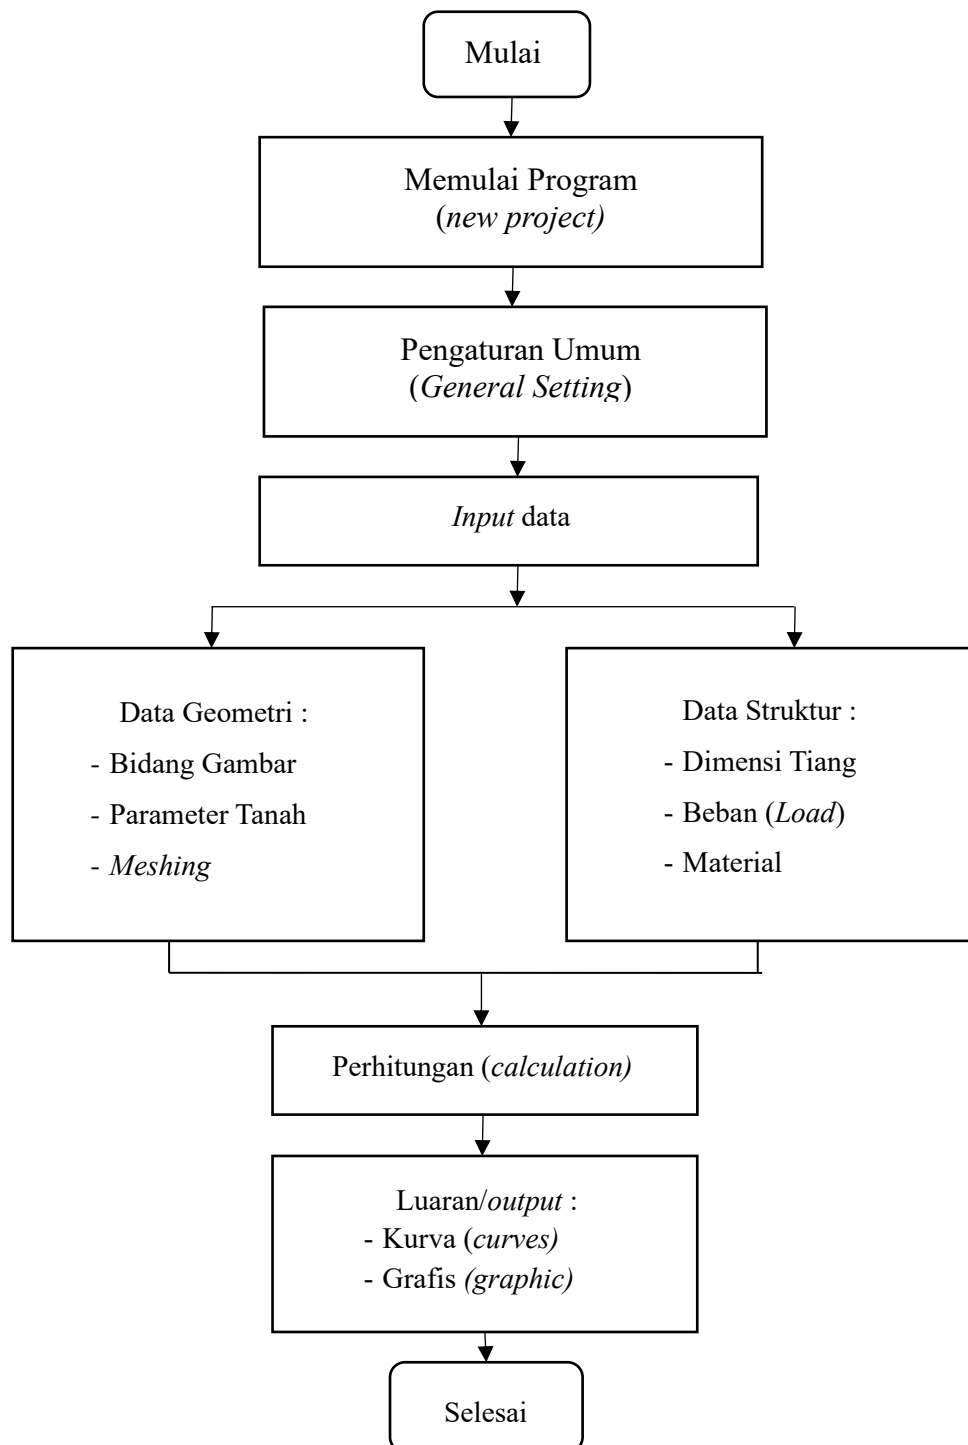 Mulai
Memulai Program
(new project)
Pengaturan Umum
(General Setting)
Input data
Data Geometri :
- Bidang Gambar
- Parameter Tanah
- Meshing
Data Struktur :
- Dimensi Tiang
- Beban (Load)
- Material
Perhitungan (calculation)
Luaran/output :
- Kurva (curves)
- Grafis (graphic)
Selesai